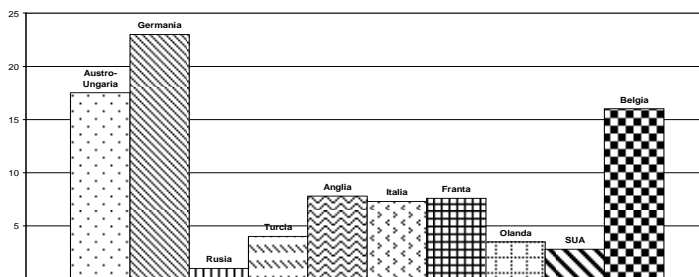 25
Germania
20
Austro-
Ungaria
Belgia
15
10
Anglia
Italia
Franta
5
Turcia
Olanda
SUA
Rusia